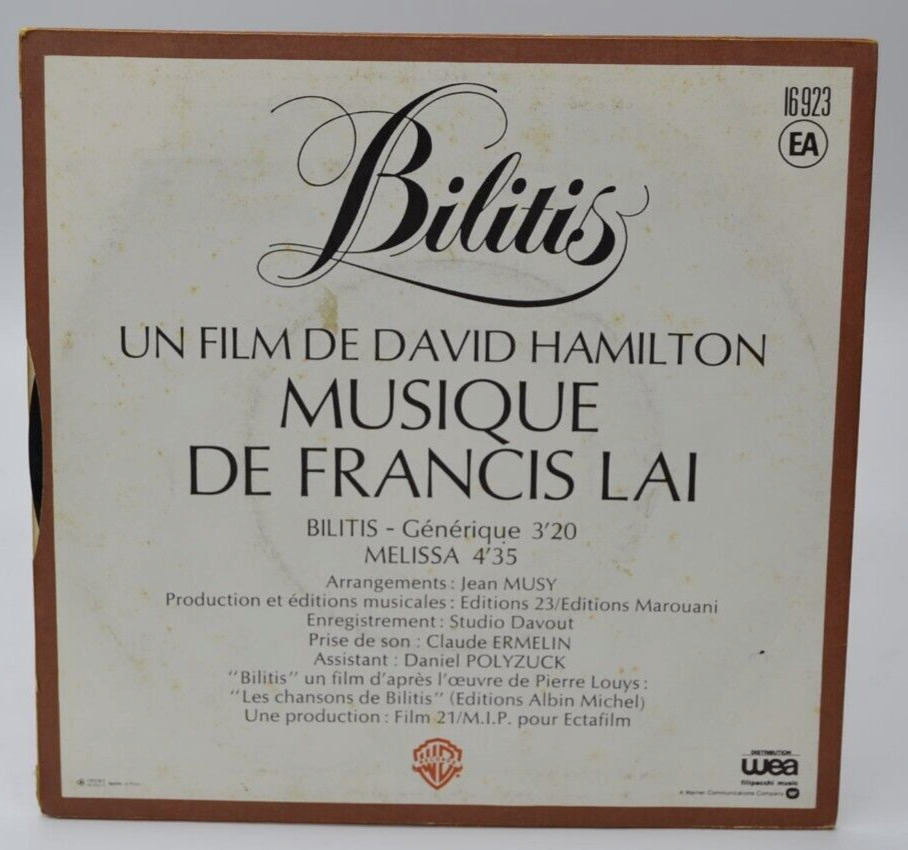 16 923
EA
Bilitis
UN FILM DE DAVID HAMILTON
MUSIQUE
DE FRANCIS LAI
BILITIS - Générique 3'20
MELISSA 4'35
Arrangements : Jean MUSY
Production et éditions musicales : Editions 23/Editions Marouani
Enregistrement : Studio Davout
Prise de son : Claude ERMELIN
Assistant : Daniel POLYZUCK
"Bilitis" un film d'après l'œuvre de Pierre Louys :
"Les chansons de Bilitis" (Editions Albin Michel)
Une production : Film 21/M.I.P. pour Ectafilm
RECORDS
DISTRIBUTION
wea
filipacchi music
A Warner Communications Company